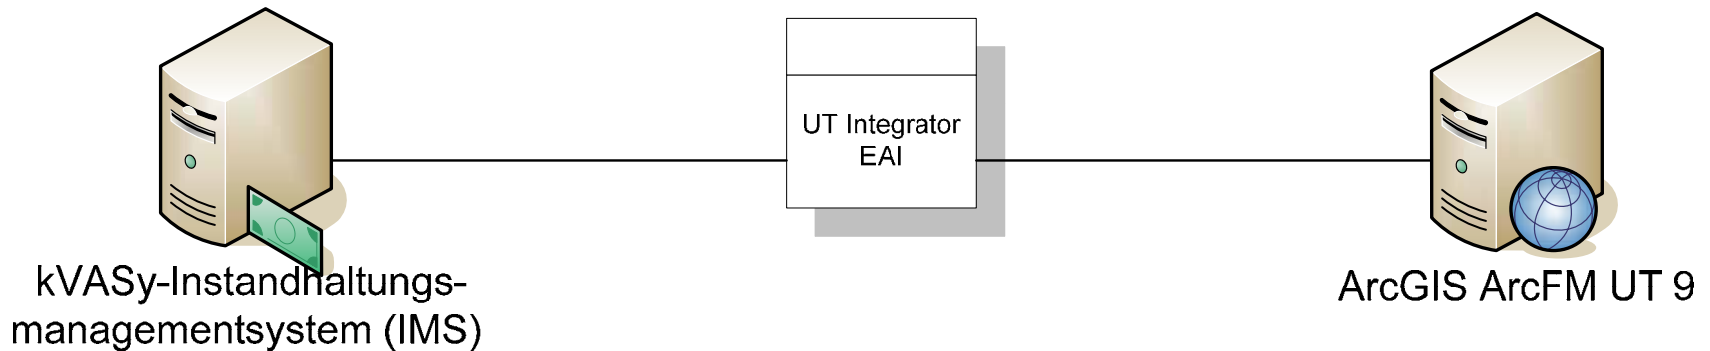 UT Integrator
EAI
kVASy-Instandhaltungs-
managementsystem (IMS)
ArcGIS ArcFM UT 9